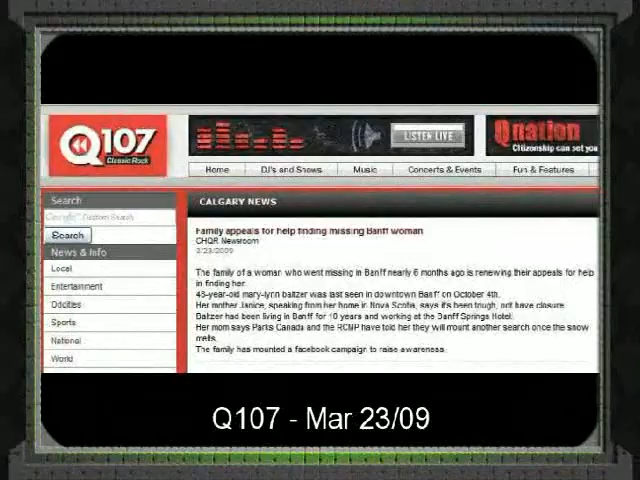 Q107
Classic Rock
LISTEN LIVE
Qnation
Citizenship can get you
Home DJ's and Shows Music Concerts & Events Fun & Features
Search
Custom Search
Search
News & Info
Local
Entertainment
Oddities
Sports
National
World
CALGARY NEWS
Family appeals for help finding missing Banff woman
CHQR Newsroom
3/23/2009
The family of a woman who went missing in Banff nearly 6 months ago is renewing their appeals for help
in finding her.
43-year-old mary-lynn baltzer was last seen in downtown Banff on October 4th.
Her mother Janice, speaking from her home in Nova Scotia, says it's been tough, not have closure.
Baltzer had been living in Banff for 10 years and working at the Banff Springs Hotel.
Her mom says Parks Canada and the RCMP have told her they will mount another search once the snow
melts.
The family has mounted a facebook campaign to raise awareness.
Q107 - Mar 23/09